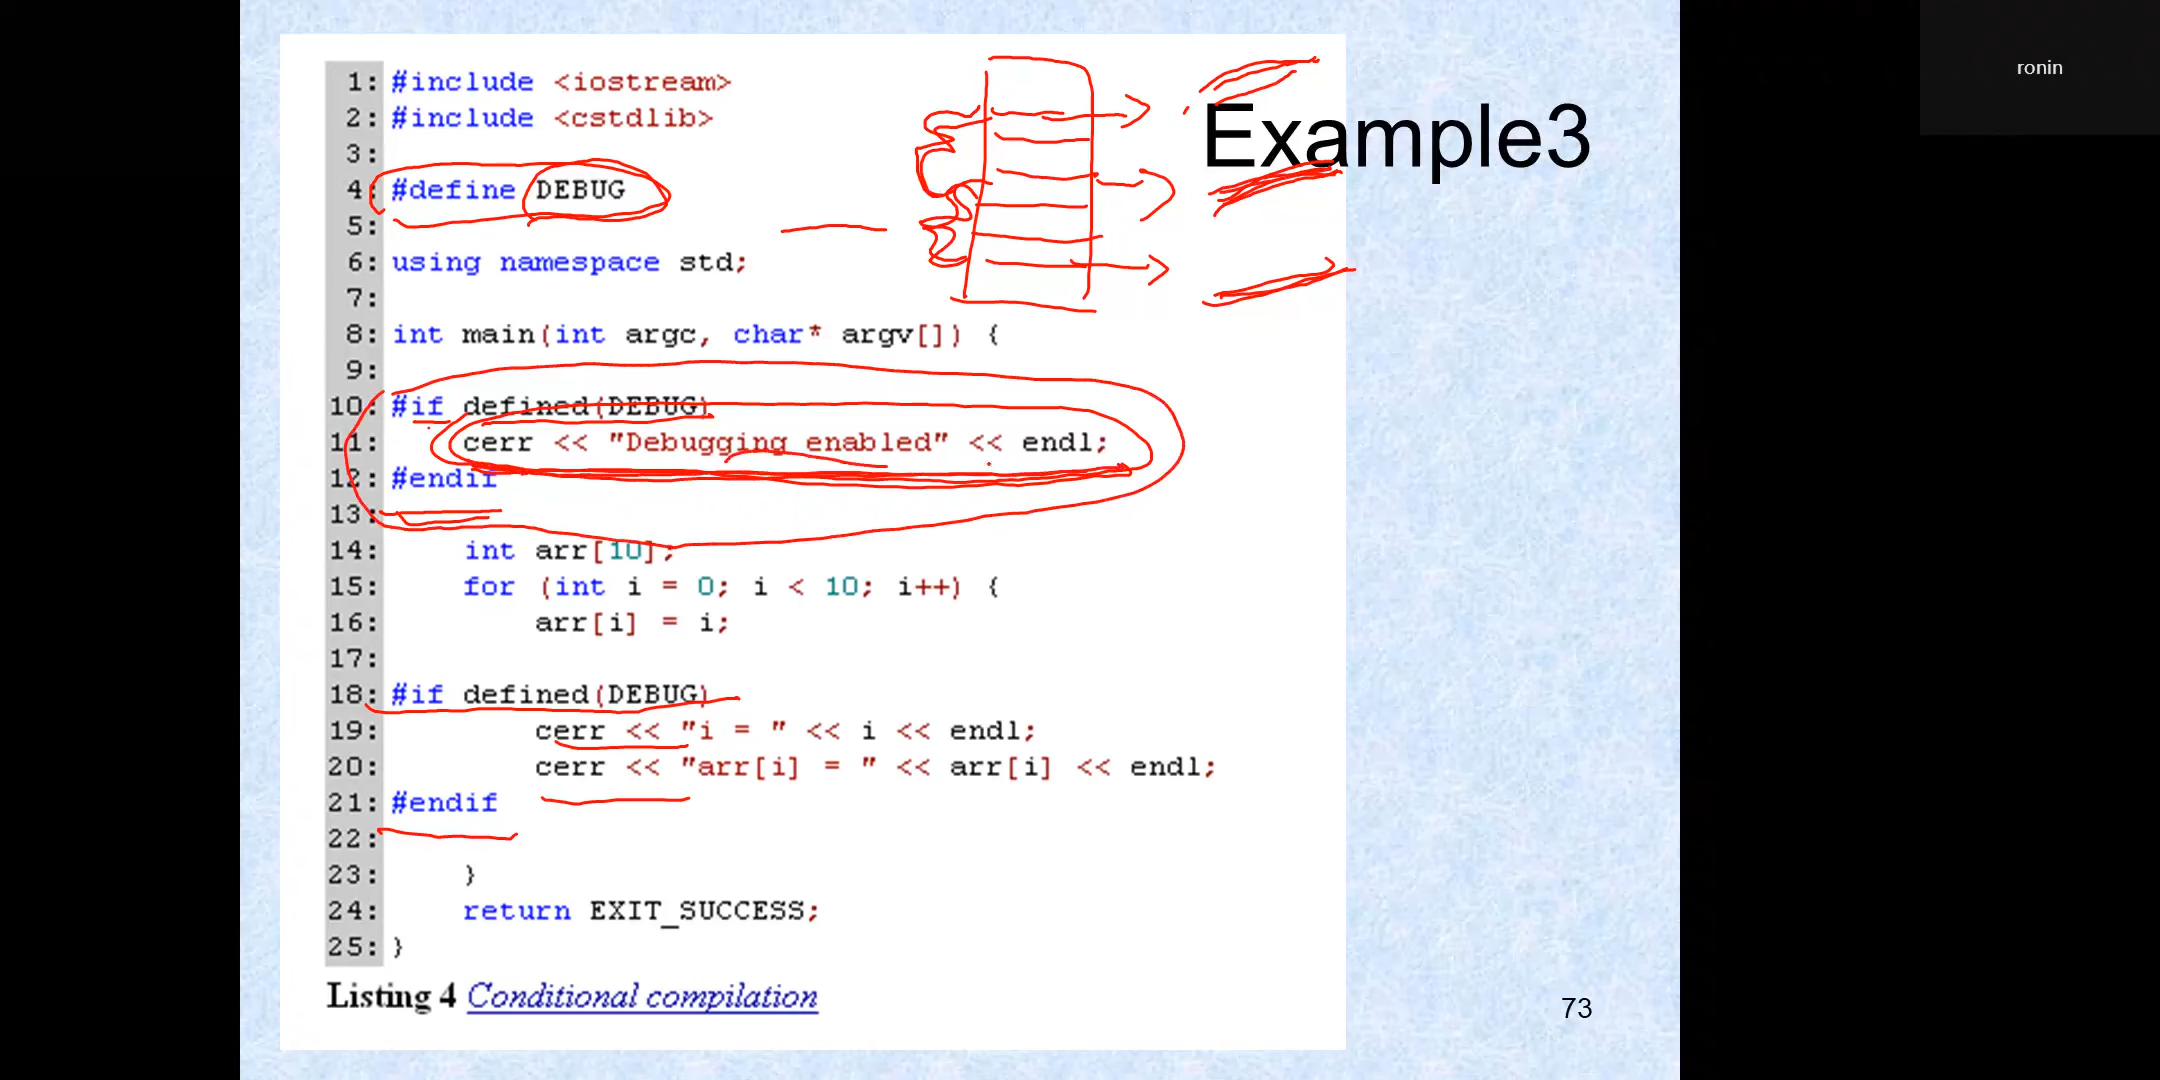 ronin
Example3
1: #include <iostream>
2: #include <cstdlib>
3:
4: #define DEBUG
5:
6: using namespace std;
7:
8: int main(int argc, char* argv[]) {
9:
10: #if defined(DEBUG)
11: cerr << "Debugging enabled" << endl;
12: #endif
13:
14: int arr[10];
15: for (int i = 0; i < 10; i++) {
16: arr[i] = i;
17:
18: #if defined(DEBUG)
19: cerr << "i = " << i << endl;
20: cerr << "arr[i] = " << arr[i] << endl;
21: #endif
22:
23: }
24: return EXIT_SUCCESS;
25: }
Listing 4 Conditional compilation
73